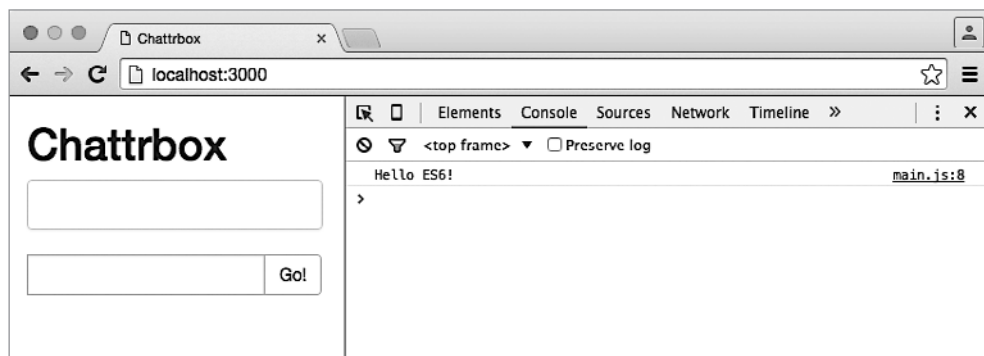 Chattrbox
localhost:3000
Elements Console Sources Network Timeline »
<top frame> ▼ Preserve log
Hello ES6! main.js:8
>
Chattrbox
Go!